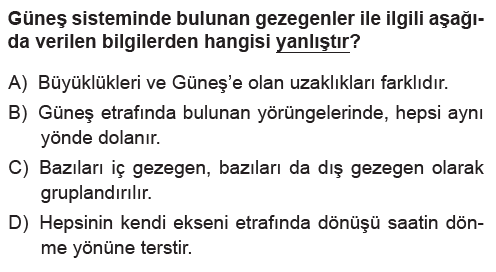 Güneş sisteminde bulunan gezegenler ile ilgili aşağı-
da verilen bilgilerden hangisi yanlıştır?
A) Büyüklükleri ve Güneş’e olan uzaklıkları farklıdır.
B) Güneş etrafında bulunan yörüngelerinde, hepsi aynı
yönde dolanır.
C) Bazıları iç gezegen, bazıları da dış gezegen olarak
gruplandırılır.
D) Hepsinin kendi ekseni etrafında dönüşü saatin dön-
me yönüne terstir.